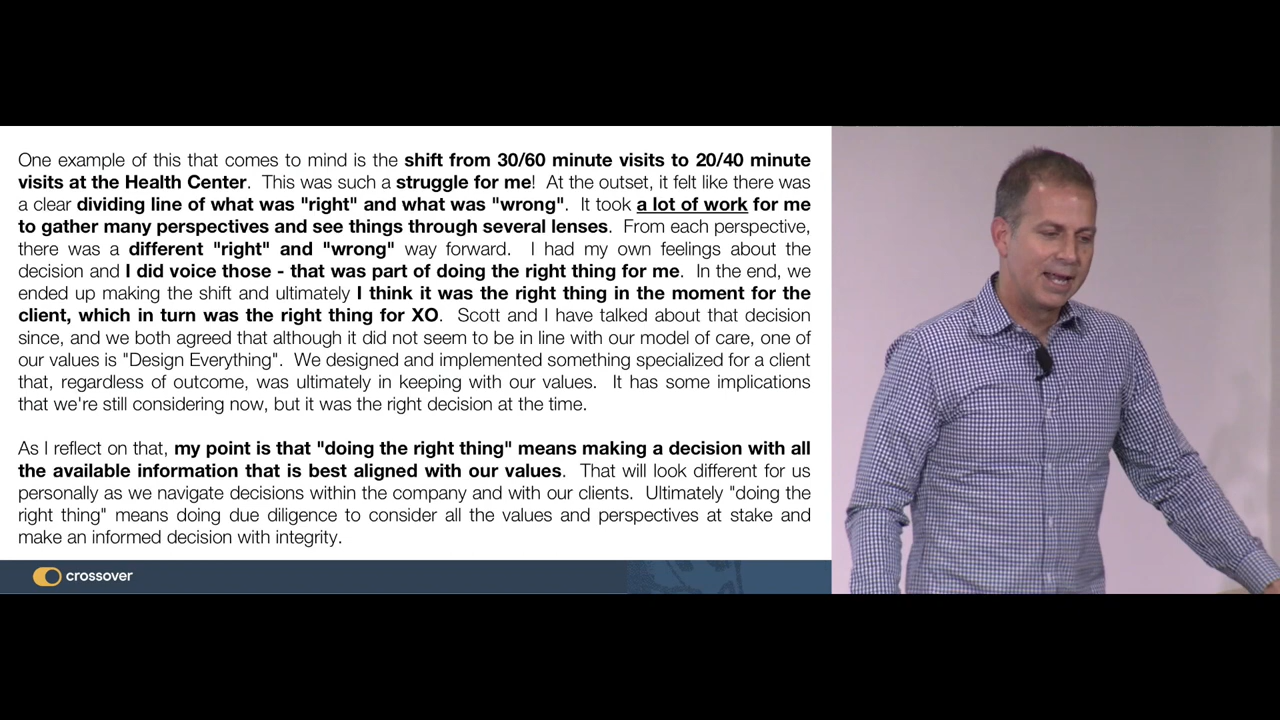 One example of this that comes to mind is the shift from 30/60 minute visits to 20/40 minute
visits at the Health Center. This was such a struggle for me! At the outset, it felt like there was
a clear dividing line of what was "right" and what was "wrong". It took a lot of work for me
to gather many perspectives and see things through several lenses. From each perspective,
there was a different "right" and "wrong" way forward. I had my own feelings about the
decision and I did voice those - that was part of doing the right thing for me. In the end, we
ended up making the shift and ultimately I think it was the right thing in the moment for the
client, which in turn was the right thing for XO. Scott and I have talked about that decision
since, and we both agreed that although it did not seem to be in line with our model of care, one of
our values is "Design Everything". We designed and implemented something specialized for a client
that, regardless of outcome, was ultimately in keeping with our values. It has some implications
that we're still considering now, but it was the right decision at the time.
As I reflect on that, my point is that "doing the right thing" means making a decision with all
the available information that is best aligned with our values. That will look different for us
personally as we navigate decisions within the company and with our clients. Ultimately "doing the
right thing" means doing due diligence to consider all the values and perspectives at stake and
make an informed decision with integrity.
crossover